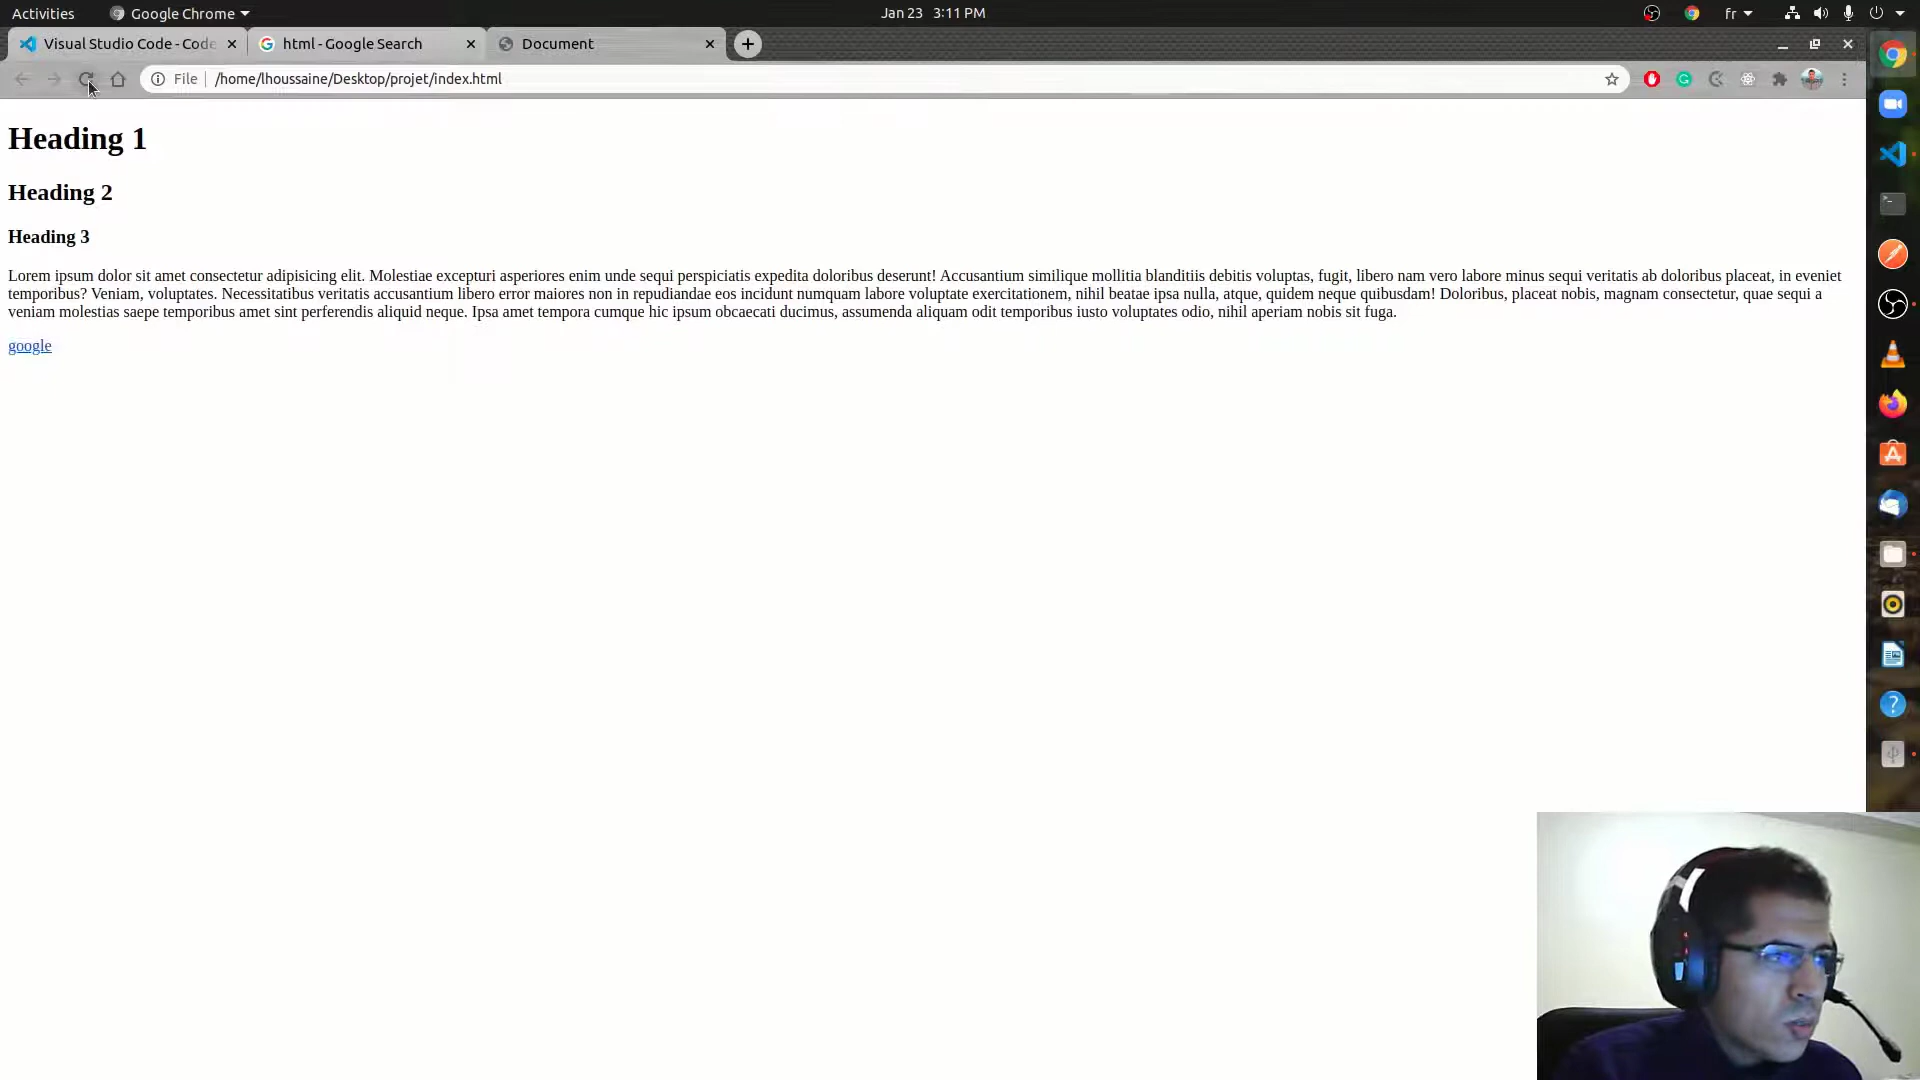 Activities
Google Chrome
Jan 23 3:11 PM
fr
Visual Studio Code - Code
html - Google Search
Document
File
/home/lhoussaine/Desktop/projet/index.html
Heading 1
Heading 2
Heading 3
Lorem ipsum dolor sit amet consectetur adipisicing elit. Molestiae excepturi asperiores enim unde sequi perspiciatis expedita doloribus deserunt! Accusantium similique mollitia blanditiis debitis voluptas, fugit, libero nam vero labore minus sequi veritatis ab doloribus placeat, in eveniet
temporibus? Veniam, voluptates. Necessitatibus veritatis accusantium libero error maiores non in repudiandae eos incidunt numquam labore voluptate exercitationem, nihil beatae ipsa nulla, atque, quidem neque quibusdam! Doloribus, placeat nobis, magnam consectetur, quae sequi a
veniam molestias saepe temporibus amet sint perferendis aliquid neque. Ipsa amet tempora cumque hic ipsum obcaecati ducimus, assumenda aliquam odit temporibus iusto voluptates odio, nihil aperiam nobis sit fuga.
google